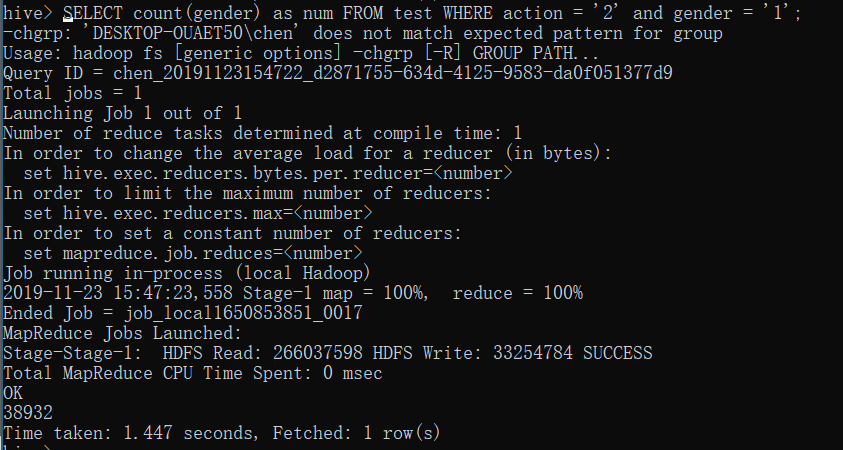 hive> SELECT count(gender) as num FROM test WHERE action = '2' and gender = '1';
-chgrp: 'DESKTOP-OUAET50\chen' does not match expected pattern for group
Usage: hadoop fs [generic options] -chgrp [-R] GROUP PATH...
Query ID = chen_20191123154722_d2871755-634d-4125-9583-da0f051377d9
Total jobs = 1
Launching Job 1 out of 1
Number of reduce tasks determined at compile time: 1
In order to change the average load for a reducer (in bytes):
  set hive.exec.reducers.bytes.per.reducer=<number>
In order to limit the maximum number of reducers:
  set hive.exec.reducers.max=<number>
In order to set a constant number of reducers:
  set mapreduce.job.reduces=<number>
Job running in-process (local Hadoop)
2019-11-23 15:47:23,558 Stage-1 map = 100%,  reduce = 100%
Ended Job = job_local1650853851_0017
MapReduce Jobs Launched:
Stage-Stage-1:  HDFS Read: 266037598 HDFS Write: 33254784 SUCCESS
Total MapReduce CPU Time Spent: 0 msec
OK
38932
Time taken: 1.447 seconds, Fetched: 1 row(s)
hive>